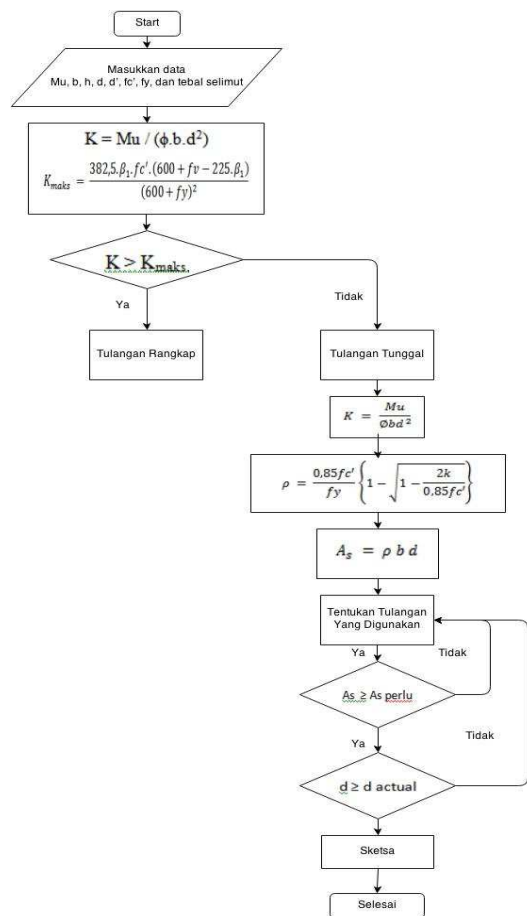 Start
Masukkan data
Mu, b, h, d, d', fc', fy, dan tebal selimut
K = Mu / (ϕ.b.d²)
K_maks = 382,5.β₁.fc'.(600 + fy − 225.β₁) / (600 + fy)²
K > K_maks.
Ya
Tidak
Tulangan Rangkap
Tulangan Tunggal
K = Mu / Øbd²
ρ = 0,85fc' / fy {1 − √(1 − 2k / 0,85fc')}
A_s = ρ b d
Tentukan Tulangan
Yang Digunakan
Ya
Tidak
As ≥ As perlu
Ya
Tidak
d ≥ d actual
Sketsa
Selesai